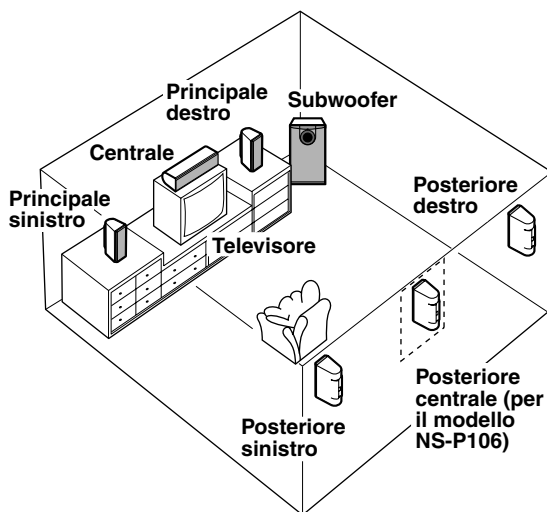 Principale
destro
Subwoofer
Centrale
Principale
sinistro
Posteriore
destro
Televisore
Posteriore
centrale (per
il modello
NS-P106)
Posteriore
sinistro